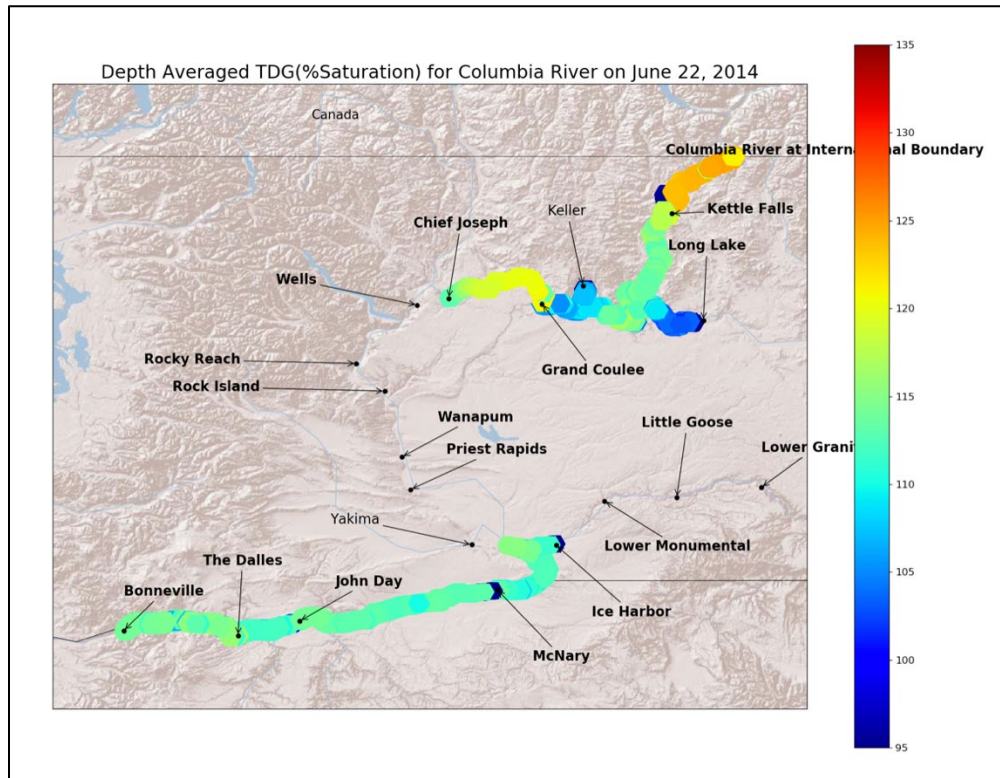 Depth Averaged TDG(%Saturation) for Columbia River on June 22, 2014
Canada
Columbia River at International Boundary
Keller
Kettle Falls
Chief Joseph
Long Lake
Wells
Rocky Reach
Grand Coulee
Rock Island
Wanapum
Little Goose
Priest Rapids
Lower Granit
Yakima
Lower Monumental
The Dalles
John Day
Bonneville
Ice Harbor
McNary
135
130
125
120
115
110
105
100
95